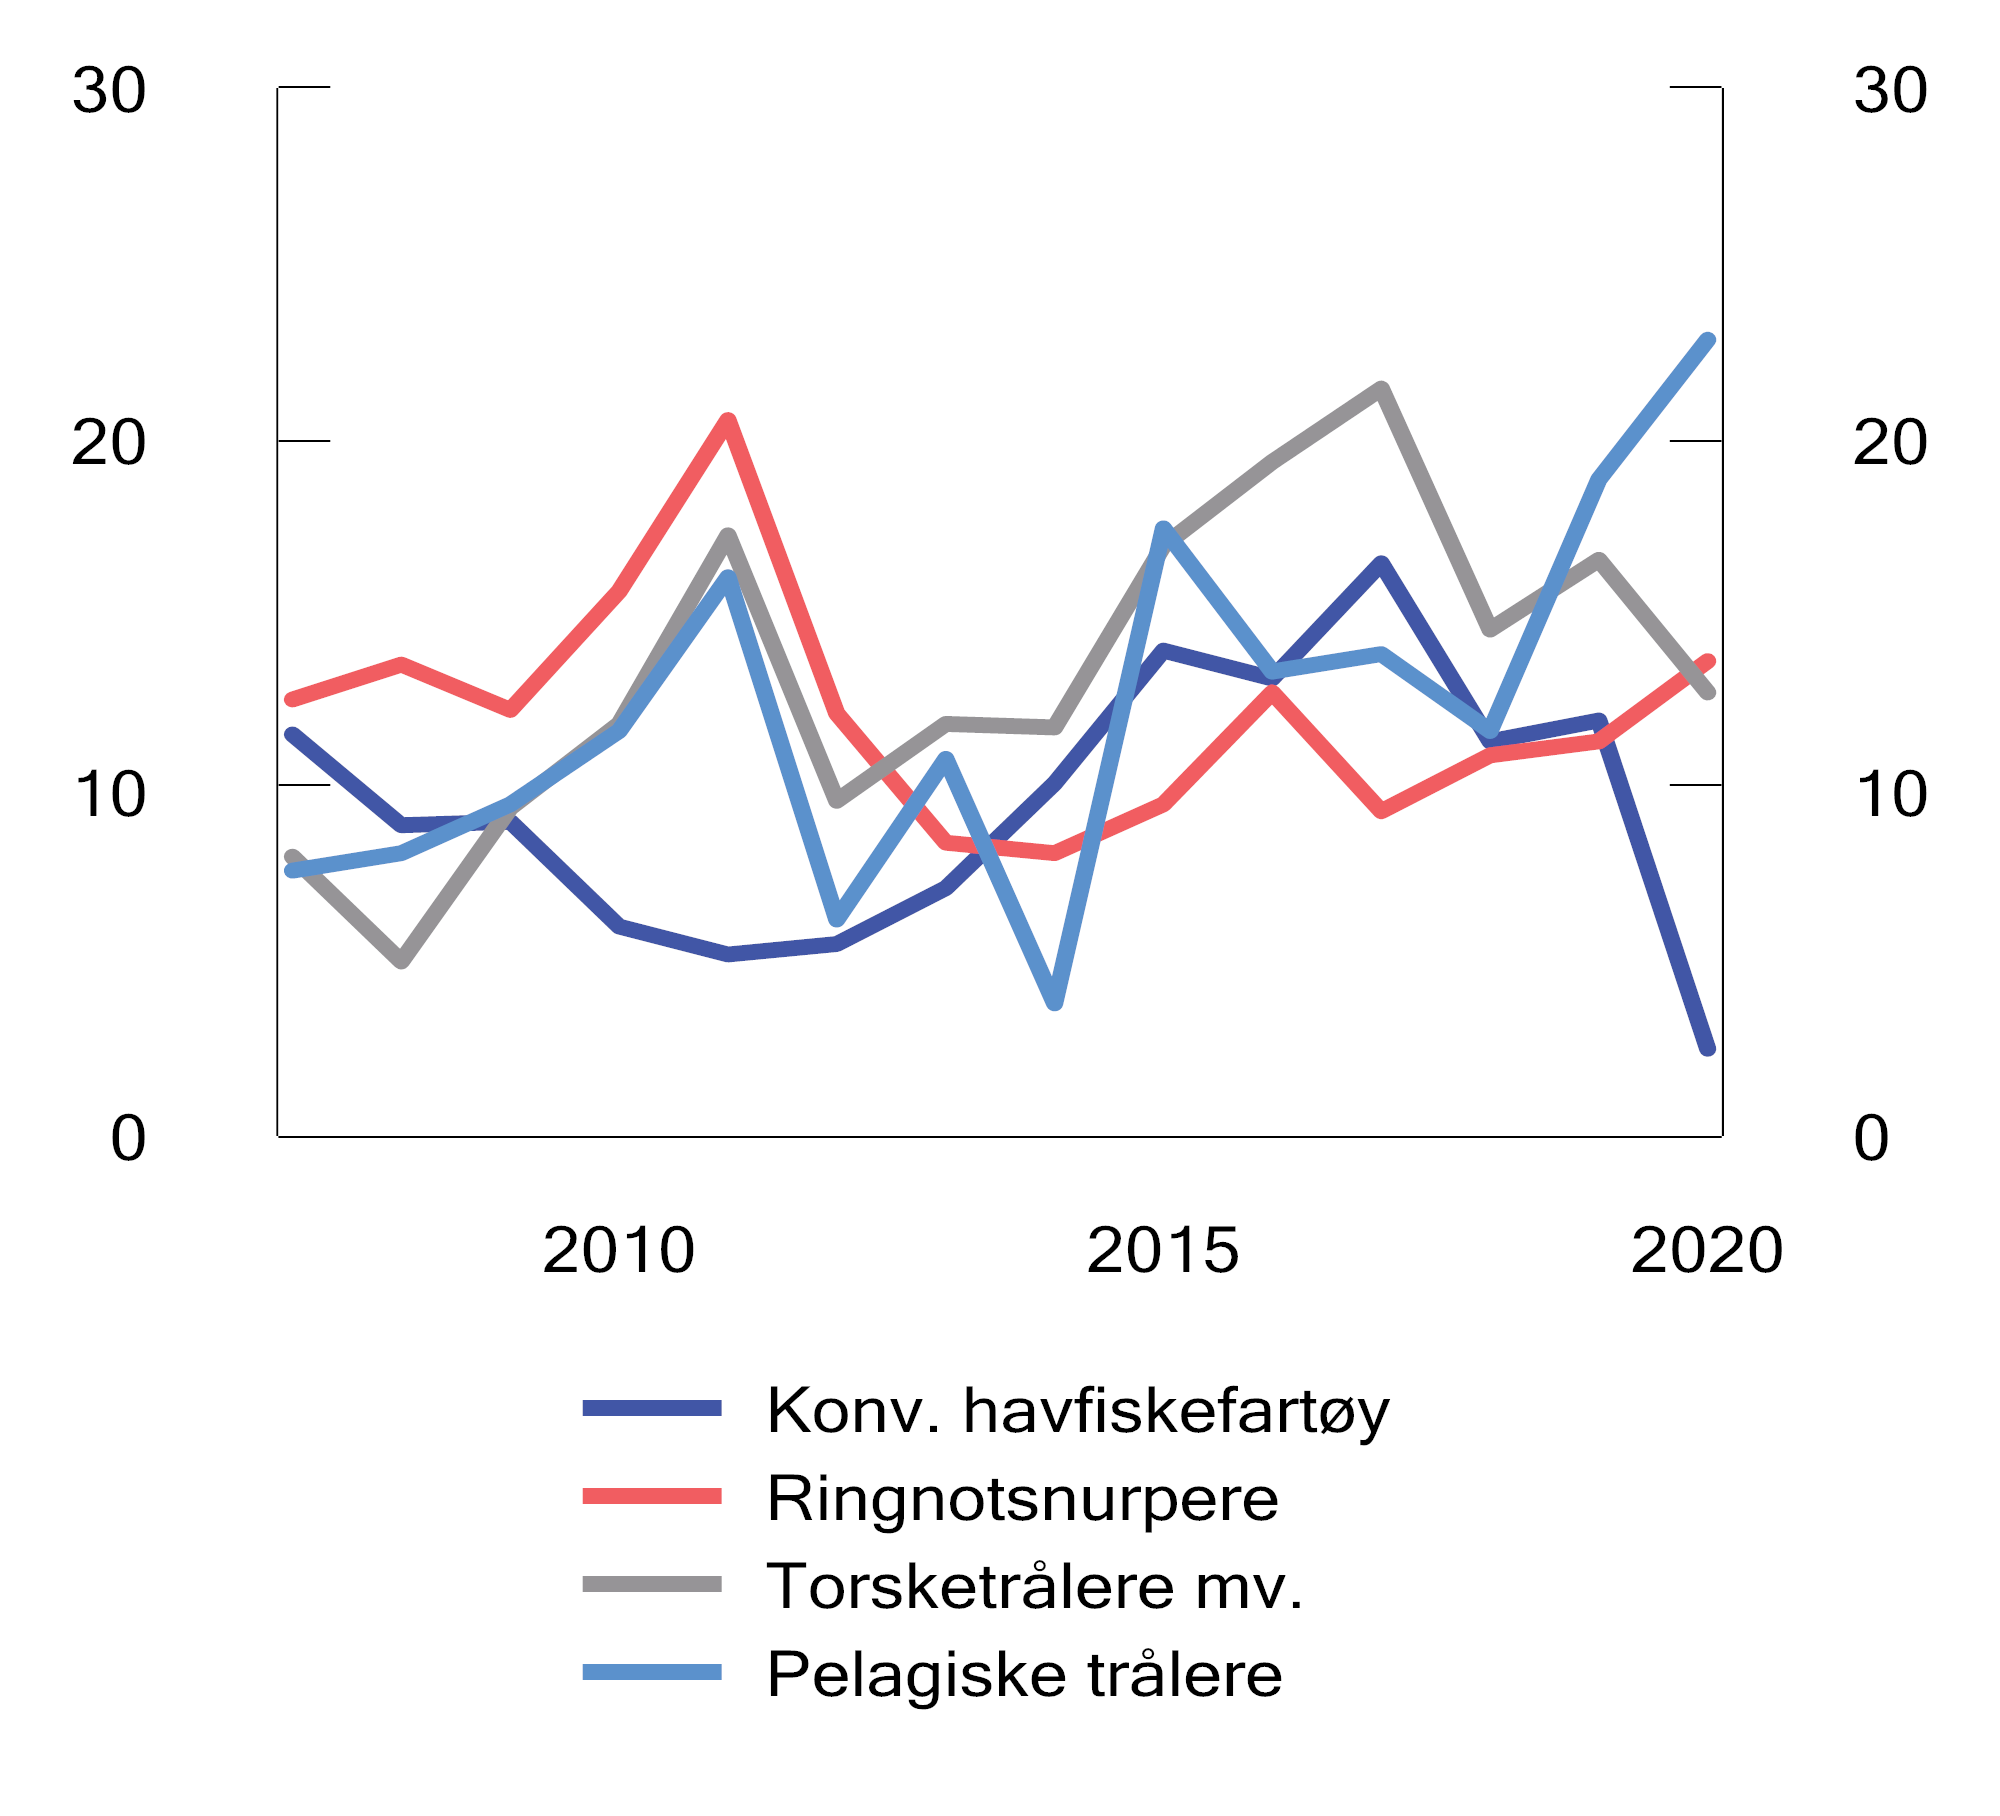 30 30
20 20
10 10
0 0
2010 2015 2020
Konv. havfiskefartøy
Ringnotsnurpere
Torsketrålere mv.
Pelagiske trålere